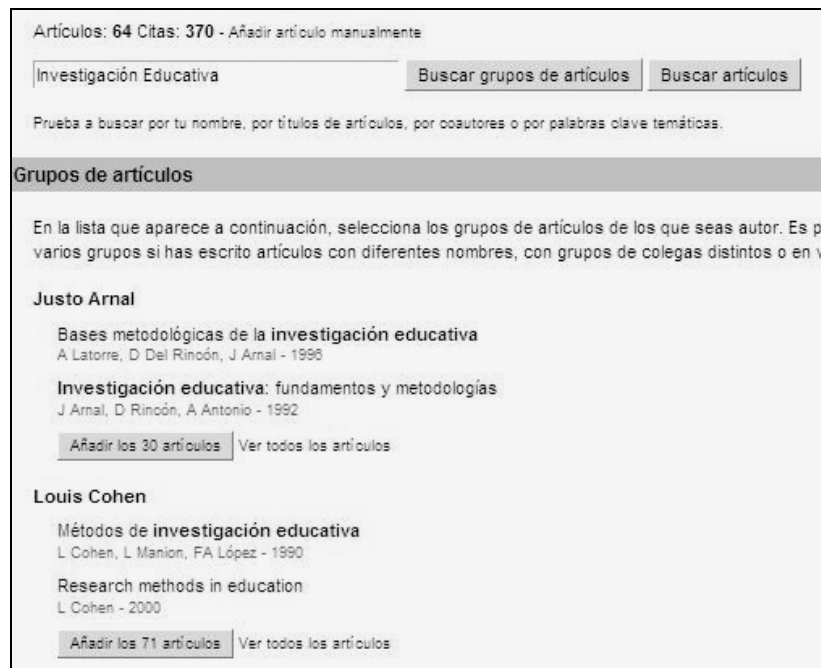 Artículos: 64 Citas: 370 - Añadir artículo manualmente
Investigación Educativa Buscar grupos de artículos Buscar artículos
Prueba a buscar por tu nombre, por títulos de artículos, por coautores o por palabras clave temáticas.
Grupos de artículos
En la lista que aparece a continuación, selecciona los grupos de artículos de los que seas autor. Es p
varios grupos si has escrito artículos con diferentes nombres, con grupos de colegas distintos o en v
Justo Arnal
Bases metodológicas de la investigación educativa
A Latorre, D Del Rincón, J Arnal - 1996
Investigación educativa: fundamentos y metodologías
J Arnal, D Rincón, A Antonio - 1992
Añadir los 30 artículos Ver todos los artículos
Louis Cohen
Métodos de investigación educativa
L Cohen, L Manion, FA López - 1990
Research methods in education
L Cohen - 2000
Añadir los 71 artículos Ver todos los artículos